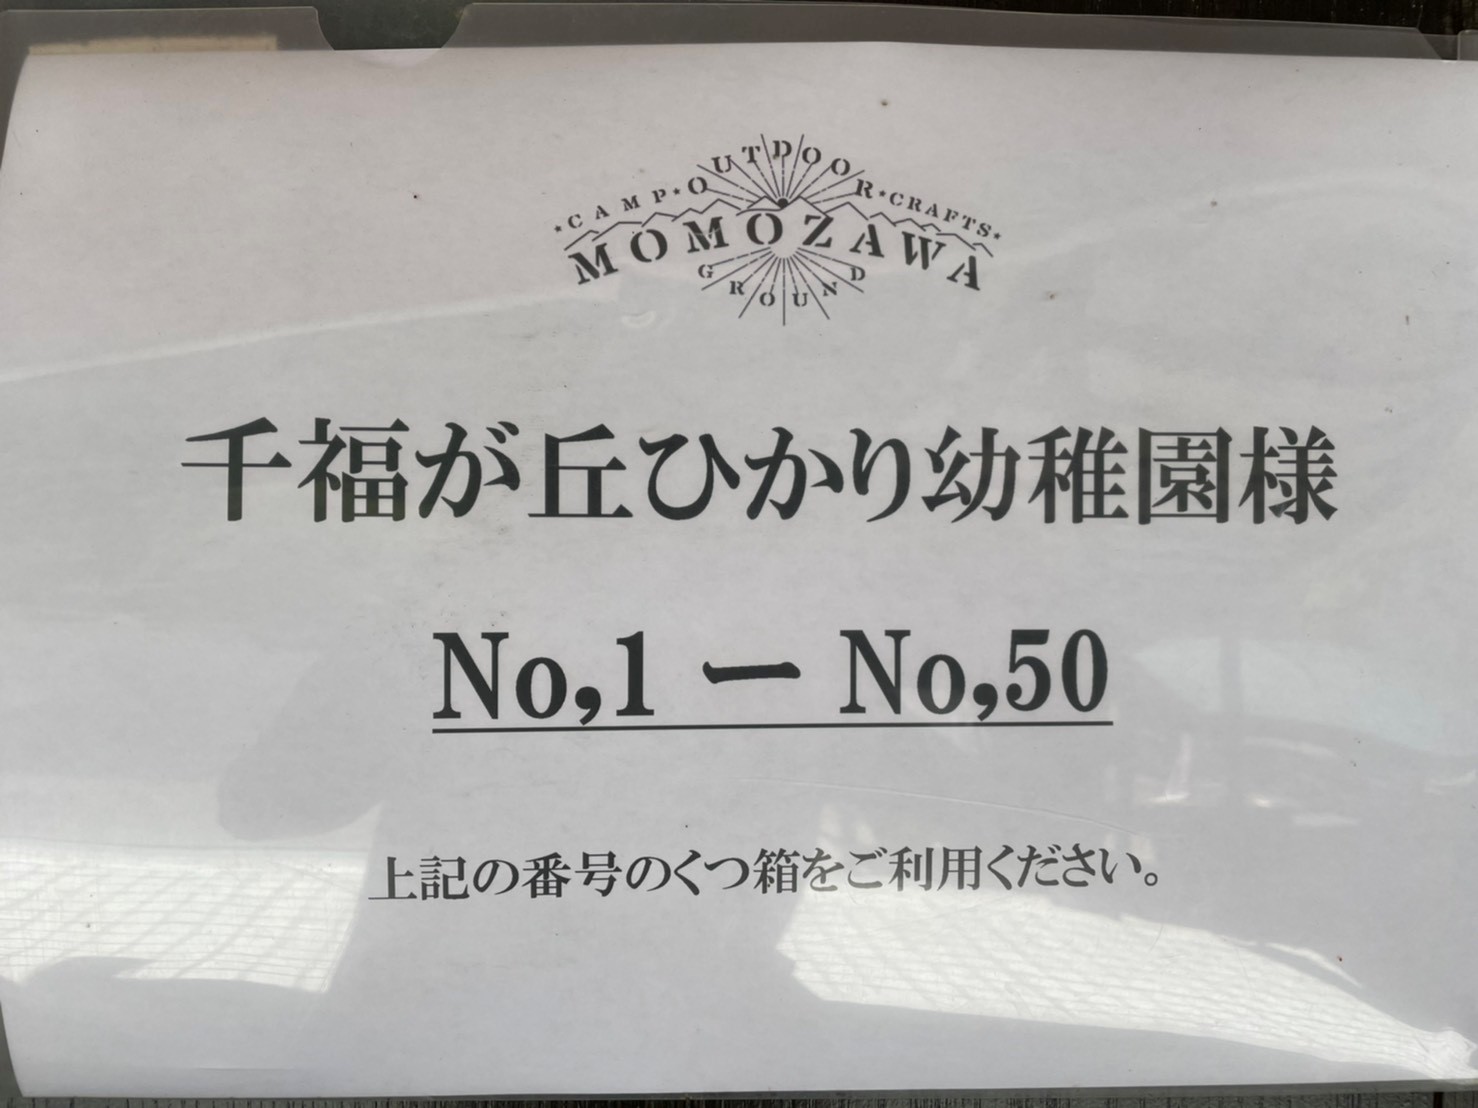 ★CAMP★OUTDOOR★CRAFTS★
MOMOZAWA
GROUND
千福が丘ひかり幼稚園様
No,1 ー No,50
上記の番号のくつ箱をご利用ください。